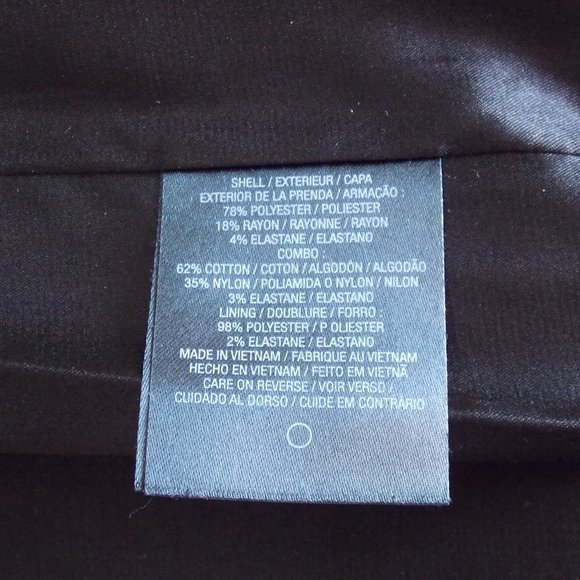 SHELL / EXTERIEUR / CAPA
EXTERIOR DE LA PRENDA / ARMAÇÃO :
78% POLYESTER / POLIESTER
18% RAYON / RAYONNE / RAYON
4% ELASTANE / ELASTANO
COMBO :
62% COTTON / COTON / ALGODÓN / ALGODÃO
35% NYLON / POLIAMIDA O NYLON / NILON
3% ELASTANE / ELASTANO
LINING / DOUBLURE / FORRO :
98% POLYESTER / P OLIESTER
2% ELASTANE / ELASTANO
MADE IN VIETNAM / FABRIQUE AU VIETNAM
HECHO EN VIETNAM / FEITO EM VIETNÃ
CARE ON REVERSE / VOIR VERSO /
CUIDADO AL DORSO / CUIDE EM CONTRÁRIO